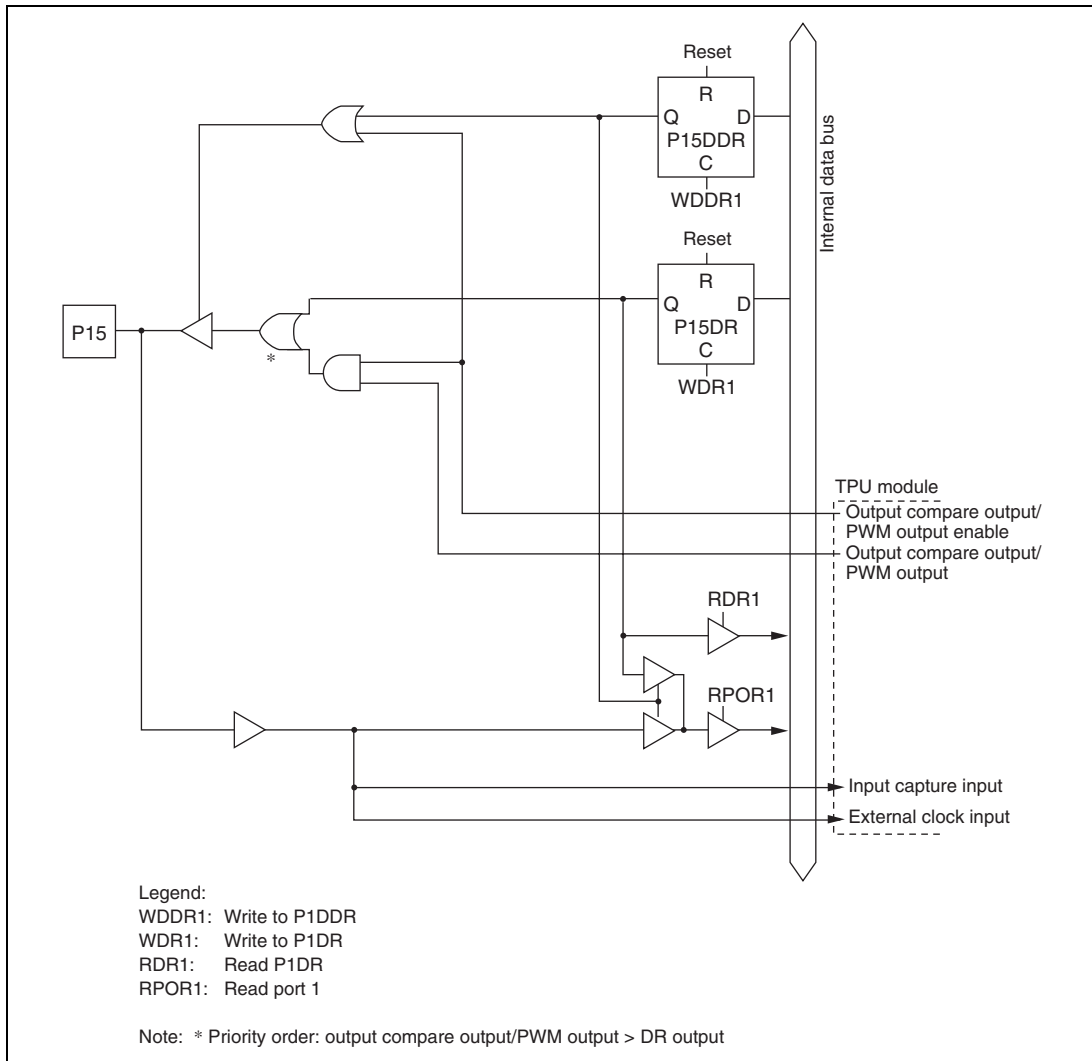 Reset
R
Q D
P15DDR
C
WDDR1
Internal data bus
Reset
R
Q D
P15DR
C
WDR1
P15
*
TPU module
Output compare output/
PWM output enable
Output compare output/
PWM output
RDR1
RPOR1
Input capture input
External clock input
Legend:
WDDR1: Write to P1DDR
WDR1: Write to P1DR
RDR1: Read P1DR
RPOR1: Read port 1
Note: * Priority order: output compare output/PWM output > DR output